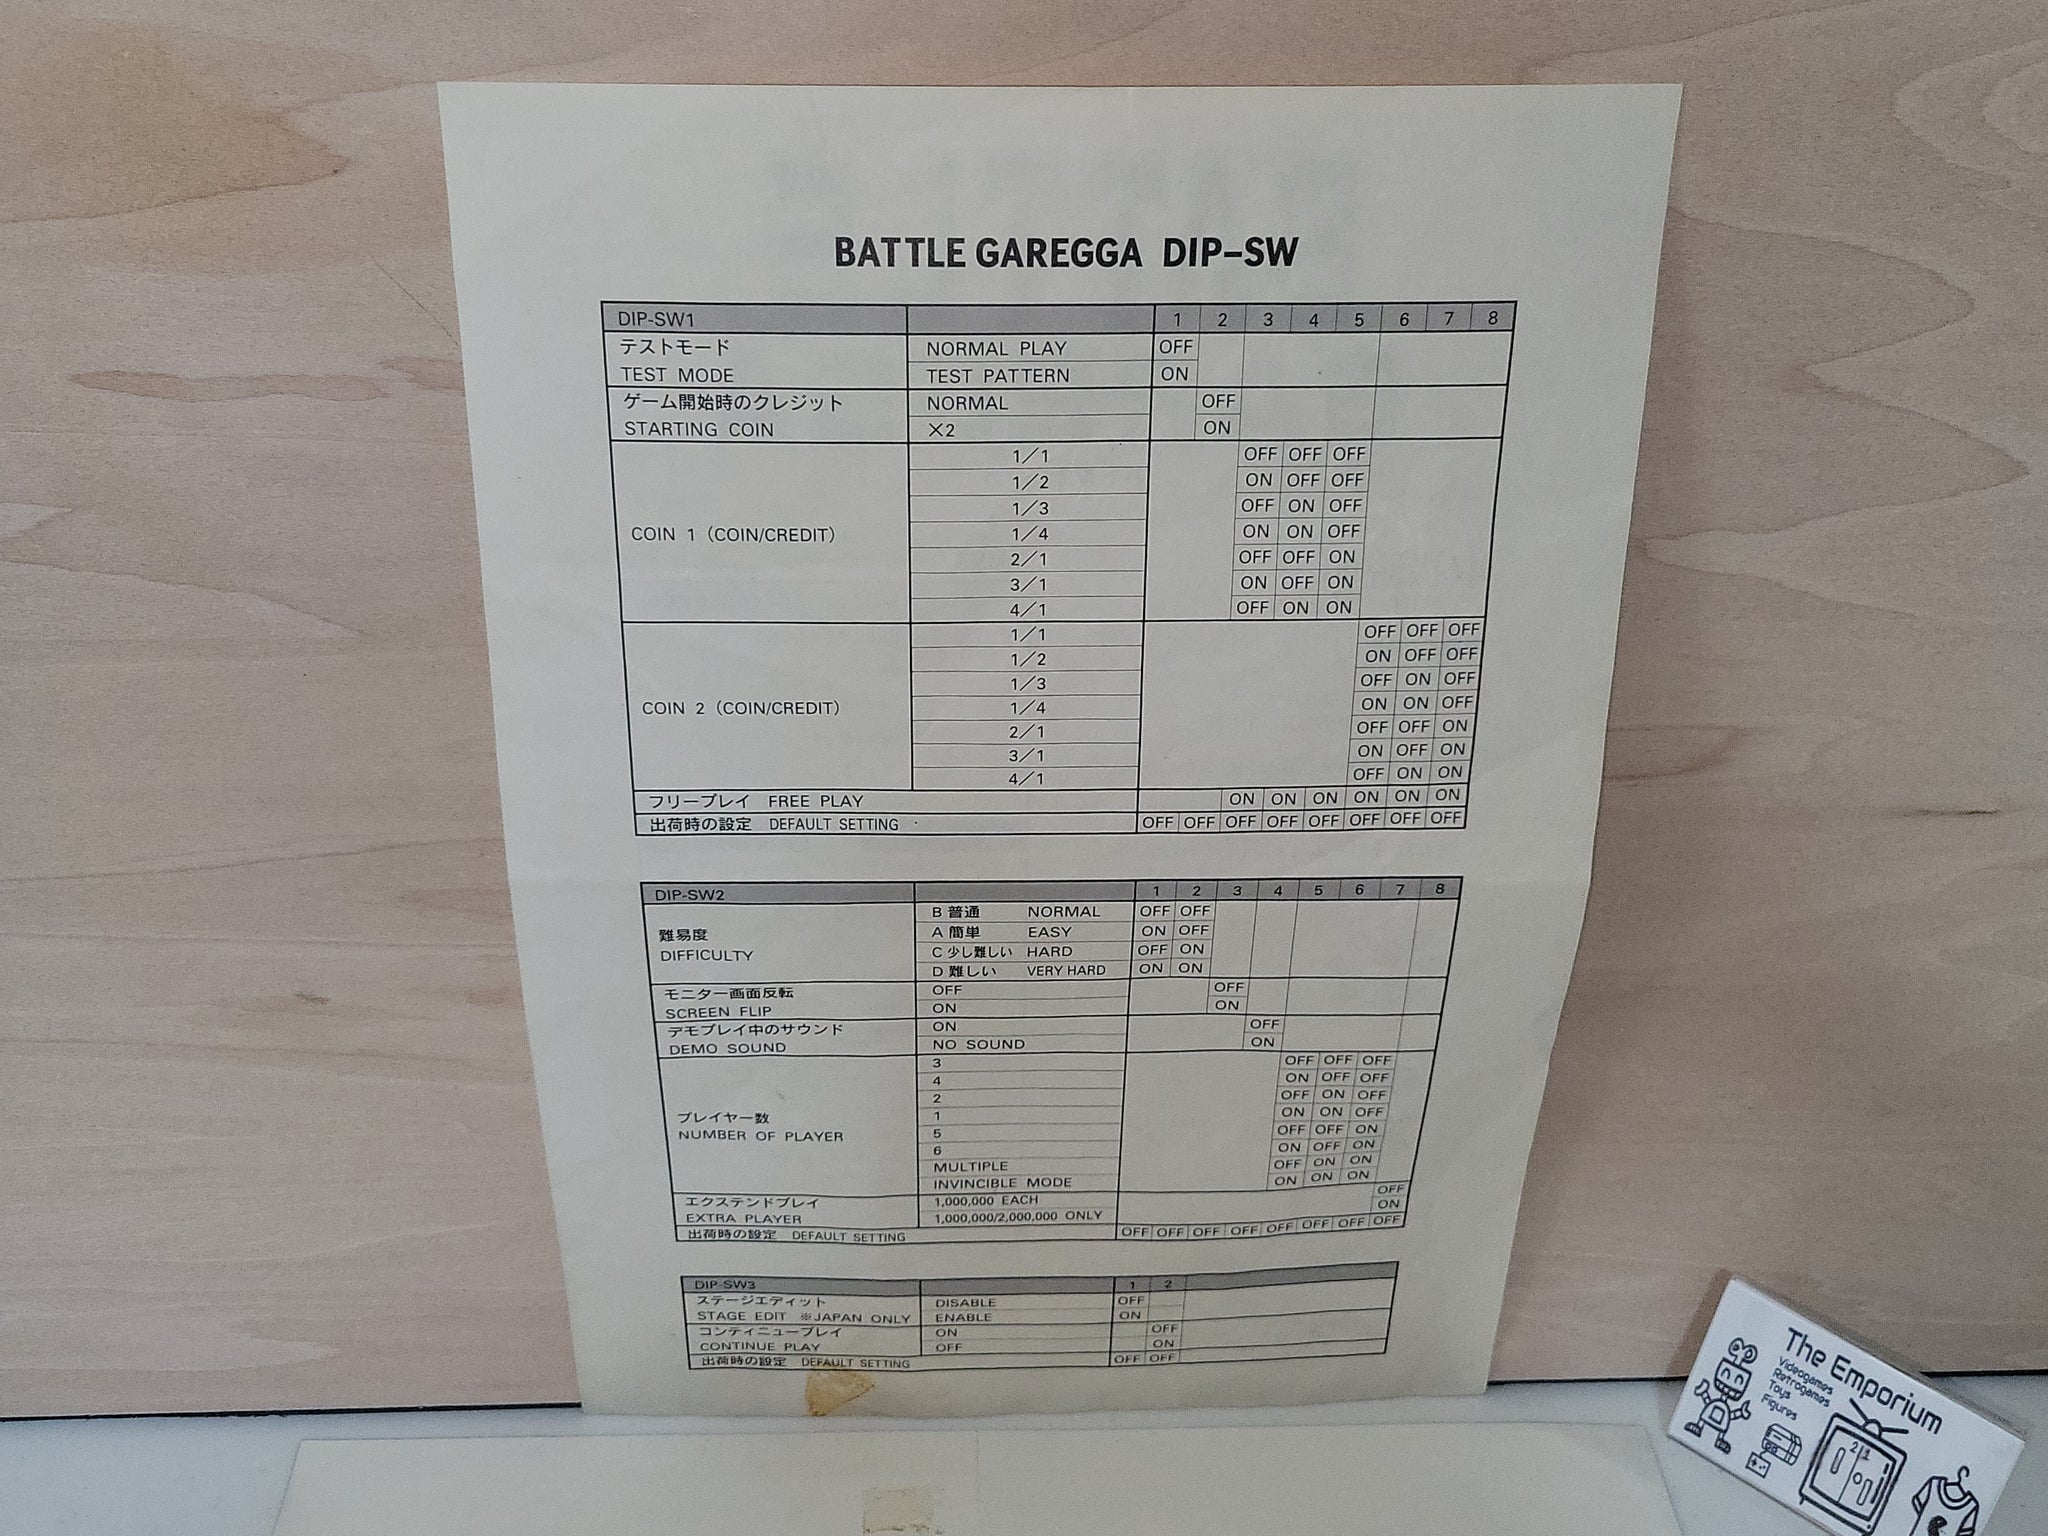 BATTLE GAREGGA DIP-SW
DIP-SW1 1 2 3 4 5 6 7 8
テストモード NORMAL PLAY OFF
TEST MODE TEST PATTERN ON
ゲーム開始時のクレジット NORMAL OFF
STARTING COIN ×2 ON
COIN 1 (COIN/CREDIT)
1/1 OFF OFF OFF
1/2 ON OFF OFF
1/3 OFF ON OFF
1/4 ON ON OFF
2/1 OFF OFF ON
3/1 ON OFF ON
4/1 OFF ON ON
COIN 2 (COIN/CREDIT)
1/1 OFF OFF OFF
1/2 ON OFF OFF
1/3 OFF ON OFF
1/4 ON ON OFF
2/1 OFF OFF ON
3/1 ON OFF ON
4/1 OFF ON ON
フリープレイ FREE PLAY ON ON ON ON ON ON
出荷時の設定 DEFAULT SETTING OFF OFF OFF OFF OFF OFF OFF OFF
DIP-SW2 1 2 3 4 5 6 7 8
難易度
DIFFICULTY
B 普通 NORMAL OFF OFF
A 簡単 EASY ON OFF
C 少し難しい HARD OFF ON
D 難しい VERY HARD ON ON
モニター画面反転 OFF OFF
SCREEN FLIP ON ON
デモプレイ中のサウンド ON OFF
DEMO SOUND NO SOUND ON
プレイヤー数
NUMBER OF PLAYER
3 OFF OFF OFF
4 ON OFF OFF
2 OFF ON OFF
1 ON ON OFF
5 OFF OFF ON
6 ON OFF ON
MULTIPLE OFF ON ON
INVINCIBLE MODE ON ON ON
エクステンドプレイ 1,000,000 EACH OFF
EXTRA PLAYER 1,000,000/2,000,000 ONLY ON
出荷時の設定 DEFAULT SETTING OFF OFF OFF OFF OFF OFF OFF OFF
DIP-SW3 1 2
ステージエディット DISABLE OFF
STAGE EDIT ※JAPAN ONLY ENABLE ON
コンティニュープレイ ON OFF
CONTINUE PLAY OFF ON
出荷時の設定 DEFAULT SETTING OFF OFF
The Emporium
Videogames
Retrogames
Toys
Figures
2 1